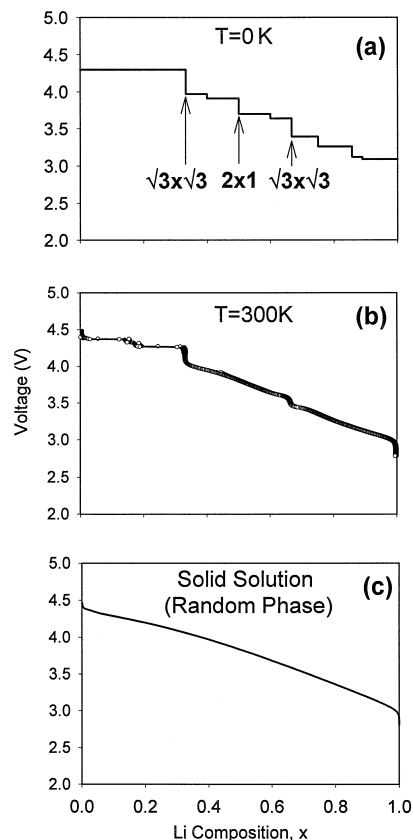 5.0
T=0 K
(a)
4.5
4.0
3.5
3.0
√3x√3 2x1 √3x√3
2.5
2.0
5.0
T=300K
(b)
4.5
4.0
3.5
3.0
2.5
2.0
Voltage (V)
5.0
Solid Solution
(c)
(Random Phase)
4.5
4.0
3.5
3.0
2.5
2.0
0.0 0.2 0.4 0.6 0.8 1.0
Li Composition, x